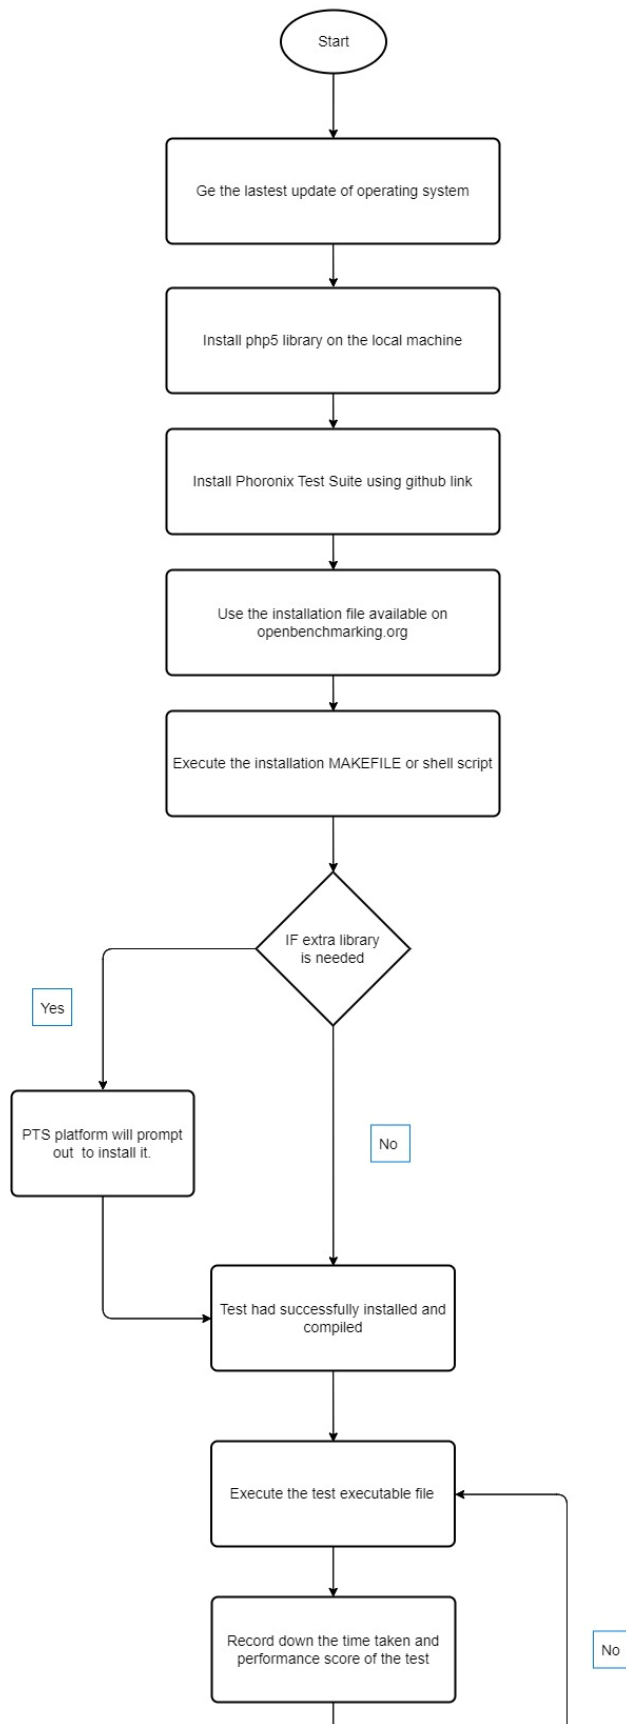 Start
Ge the lastest update of operating system
Install php5 library on the local machine
Install Phoronix Test Suite using github link
Use the installation file available on
openbenchmarking.org
Execute the installation MAKEFILE or shell script
IF extra library
is needed
Yes
PTS platform will prompt
out to install it.
No
Test had successfully installed and
compiled
Execute the test executable file
Record down the time taken and
performance score of the test
No